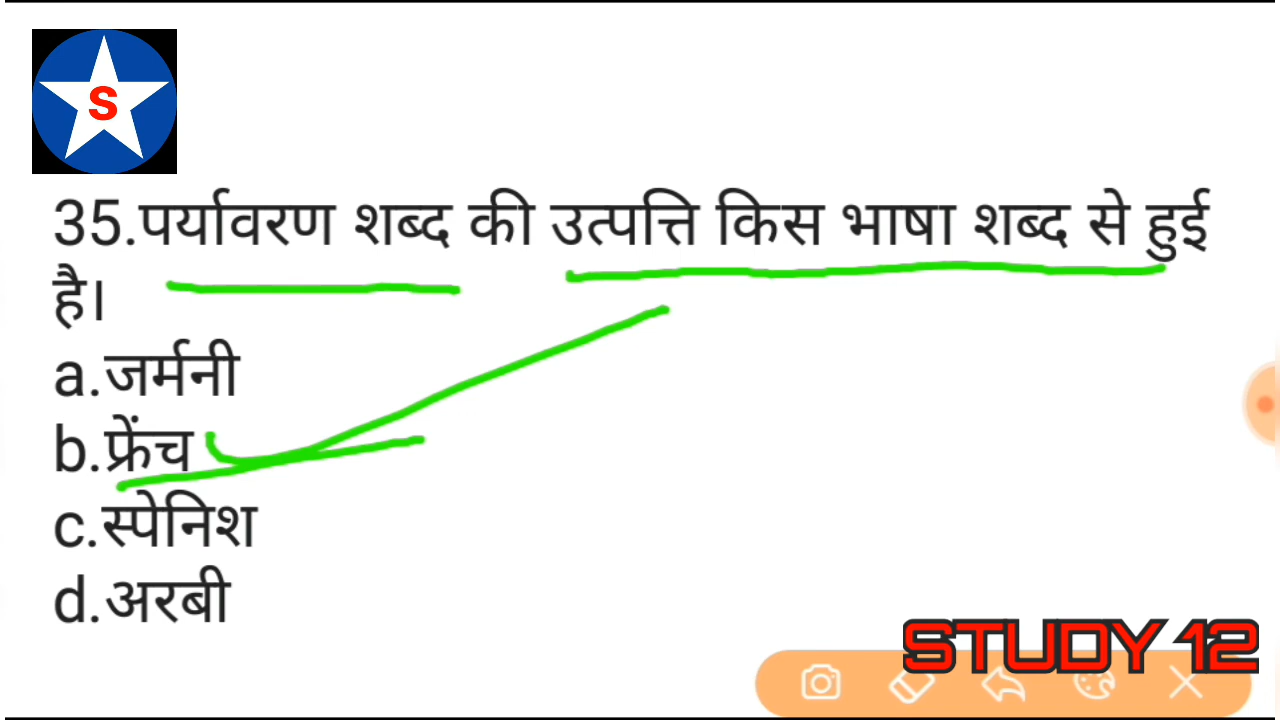 S
35.पर्यावरण शब्द की उत्पत्ति किस भाषा शब्द से हुई
है।
a.जर्मनी
b.फ्रेंच
c.स्पेनिश
d.अरबी
STUDY 12